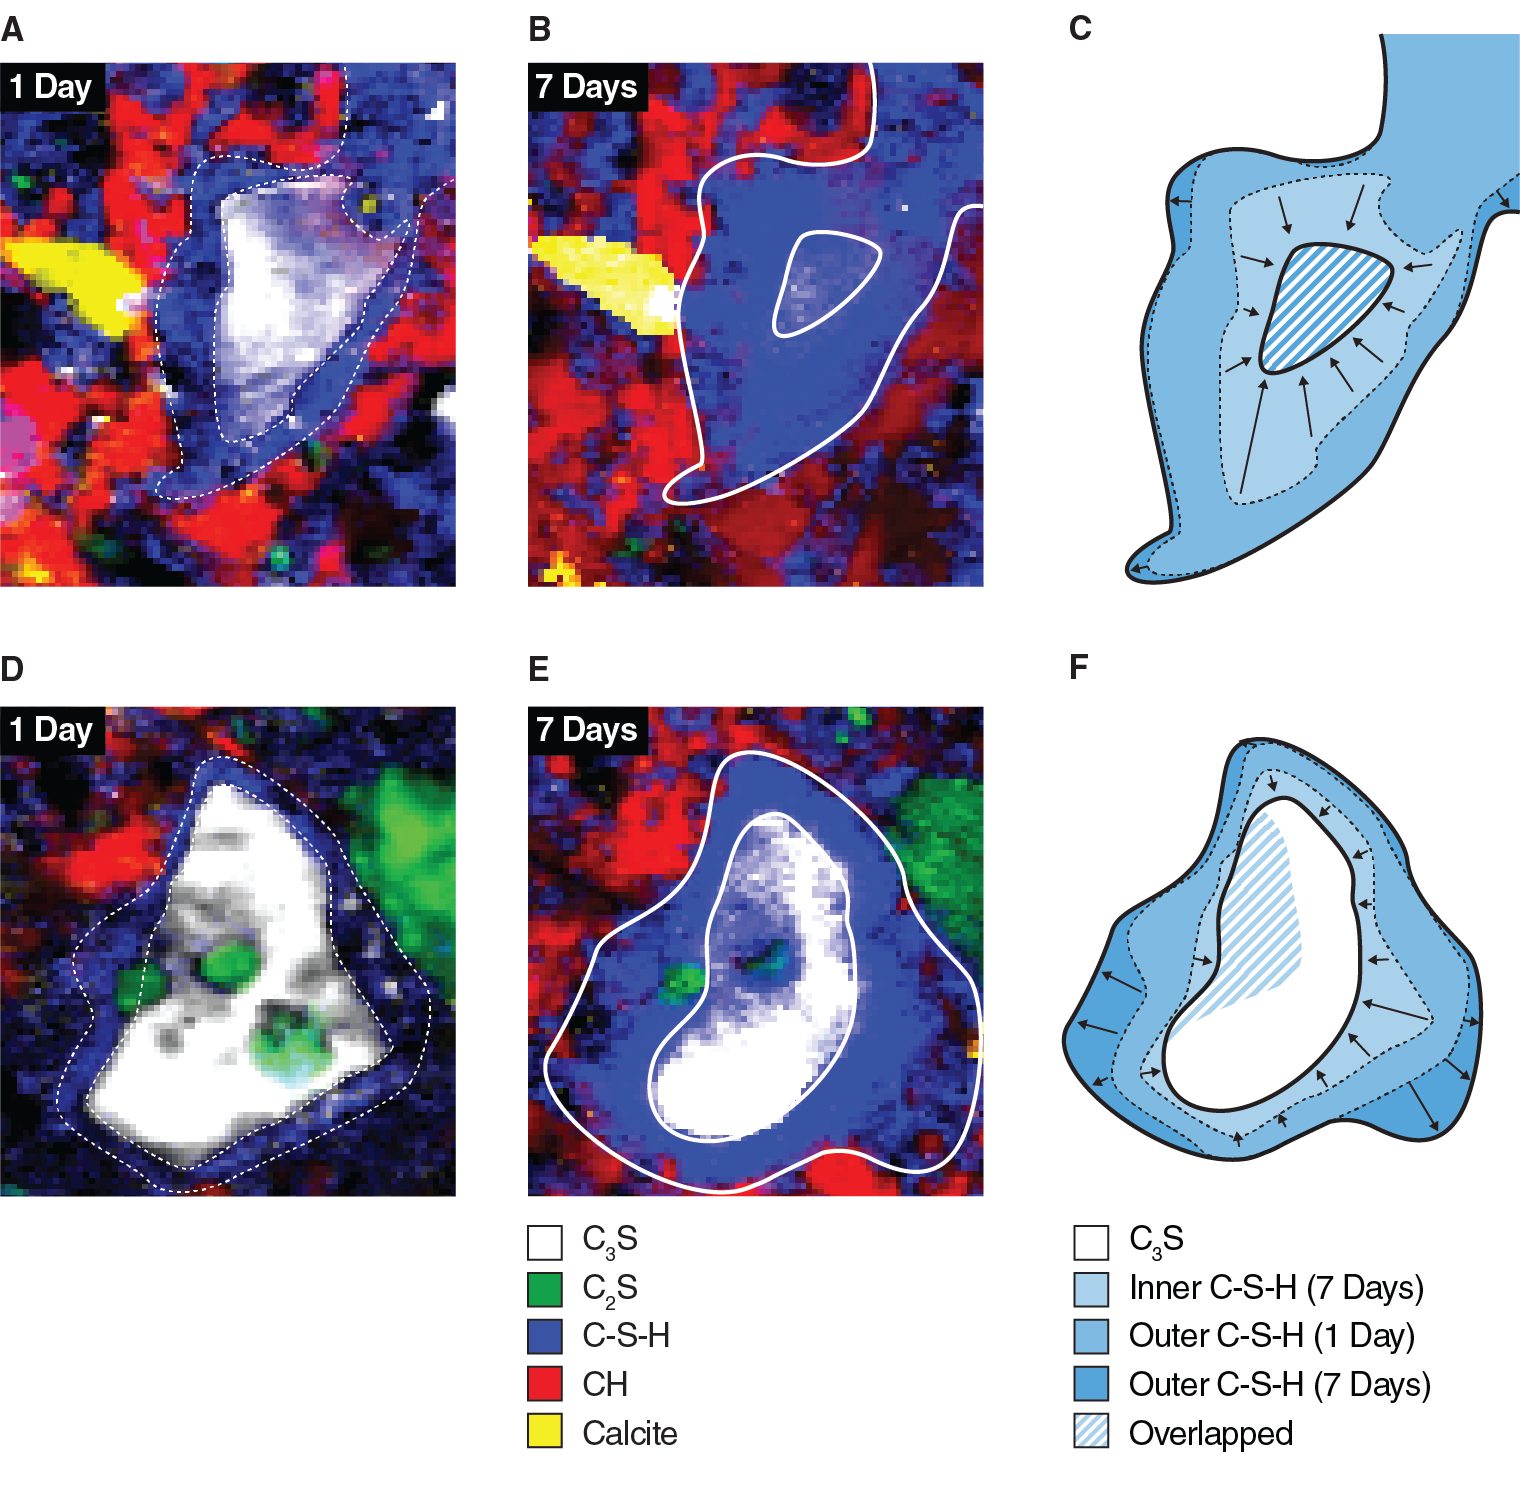 A
B
C
1 Day
7 Days
D
E
F
1 Day
7 Days
C3S
C2S
C-S-H
CH
Calcite
C3S
Inner C-S-H (7 Days)
Outer C-S-H (1 Day)
Outer C-S-H (7 Days)
Overlapped